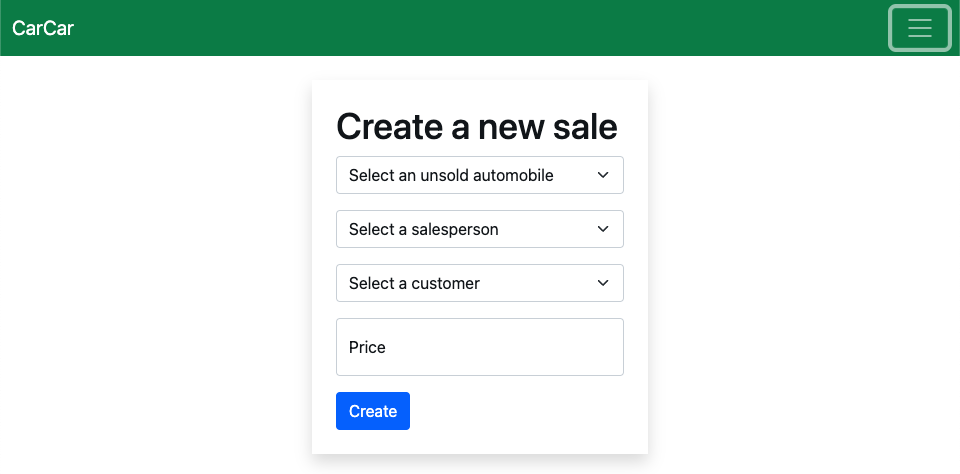 CarCar
Create a new sale
Select an unsold automobile
Select a salesperson
Select a customer
Price
Create